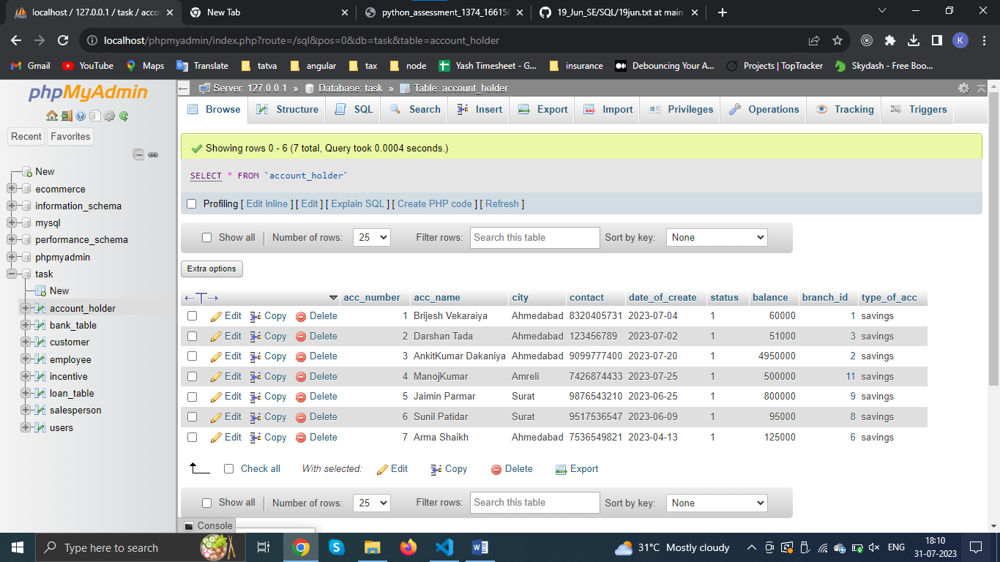 localhost / 127.0.0.1 / task / acco
New Tab
python_assessment_1374_16615&
19_Jun_SE/SQL/19jun.txt at main
localhost/phpmyadmin/index.php?route=/sql&pos=0&db=task&table=account_holder
K
Gmail YouTube Maps Translate tatva angular tax node Yash Timesheet - G... insurance Debouncing Your A... Projects | TopTracker Skydash - Free Boo...
phpMyAdmin
Recent Favorites
New
ecommerce
information_schema
mysql
performance_schema
phpmyadmin
task
New
account_holder
bank_table
customer
employee
incentive
loan_table
salesperson
users
Server: 127.0.0.1 » Database: task » Table: account_holder
Browse Structure SQL Search Insert Export Import Privileges Operations Tracking Triggers
Showing rows 0 - 6 (7 total, Query took 0.0004 seconds.)
SELECT * FROM `account_holder`
Profiling [ Edit inline ] [ Edit ] [ Explain SQL ] [ Create PHP code ] [ Refresh ]
Show all Number of rows: 25 Filter rows: Search this table Sort by key: None
Extra options
acc_number acc_name city contact date_of_create status balance branch_id type_of_acc
Edit Copy Delete 1 Brijesh Vekaraiya Ahmedabad 8320405731 2023-07-04 1 60000 1 savings
Edit Copy Delete 2 Darshan Tada Ahmedabad 123456789 2023-07-02 1 51000 3 savings
Edit Copy Delete 3 AnkitKumar Dakaniya Ahmedabad 9099777400 2023-07-20 1 4950000 2 savings
Edit Copy Delete 4 ManojKumar Amreli 7426874433 2023-07-25 1 500000 11 savings
Edit Copy Delete 5 Jaimin Parmar Surat 9876543210 2023-06-25 1 800000 9 savings
Edit Copy Delete 6 Sunil Patidar Surat 9517536547 2023-06-09 1 95000 8 savings
Edit Copy Delete 7 Arma Shaikh Ahmedabad 7536549821 2023-04-13 1 125000 6 savings
Check all With selected: Edit Copy Delete Export
Show all Number of rows: 25 Filter rows: Search this table Sort by key: None
Console
Type here to search
31°C Mostly cloudy
ENG
18:10
31-07-2023